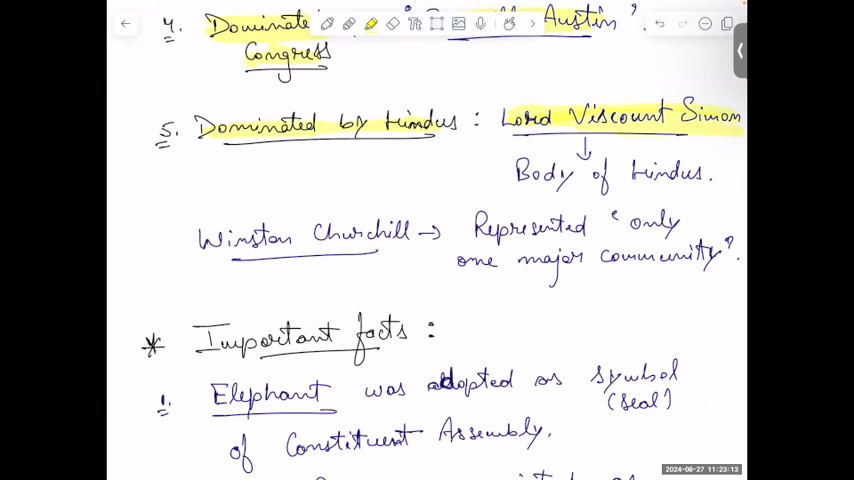 4. Dominate Austin'.
Congress
5. Dominated by Hindus : Lord Viscount Simon
Body of Hindus.
Winston Churchill → Represented 'only
one major community'.
* Important facts :
1. Elephant was adopted as symbol
(seal)
of Constituent Assembly.
2024-08-27 11:23:13